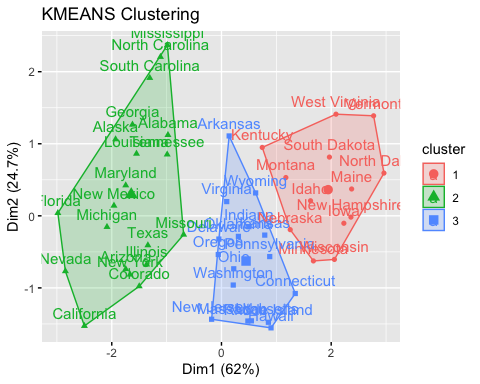 KMEANS Clustering
Mississippi
North Carolina
South Carolina
Georgia
Alaska
Alabama
Louisiana
Tennessee
Maryland
New Mexico
Florida
Michigan
Missouri
Texas
Illinois
Arizona
New York
Nevada
Colorado
California
Arkansas
Wyoming
Virginia
Indiana
Kansas
Delaware
Oregon
Pennsylvania
Ohio
Washington
Connecticut
New Jersey
Hawaii
West Virginia
Vermont
Kentucky
South Dakota
Montana
North Da
Maine
Idaho
New Hampshire
Nebraska
Iowa
Wisconsin
Minnesota
2
1
0
-1
-2
0
2
Dim1 (62%)
Dim2 (24.7%)
cluster
1
2
3